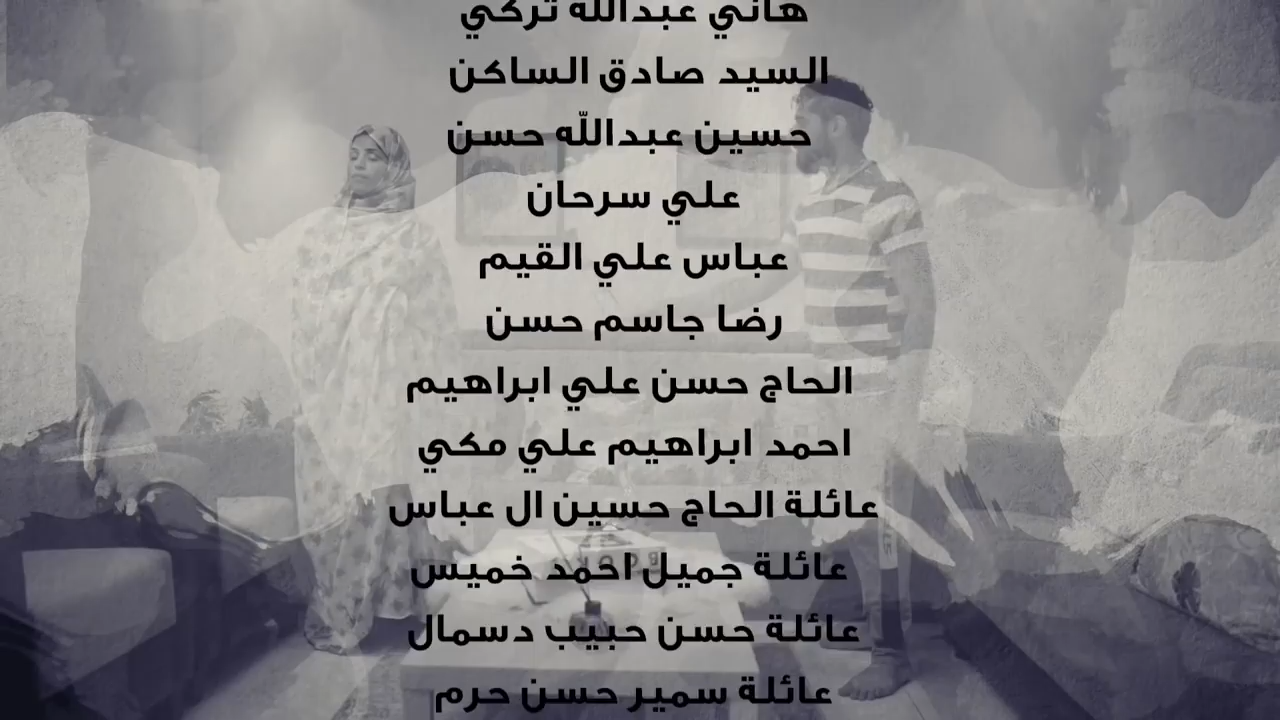 هاني عبدالله تركي
السيد صادق الساكن
حسين عبداللّه حسن
علي سرحان
عباس علي القيم
رضا جاسم حسن
الحاج حسن علي ابراهيم
احمد ابراهيم علي مكي
عائلة الحاج حسين ال عباس
عائلة جميل احمد خميس
عائلة حسن حبيب دسمال
عائلة سمير حسن حرم